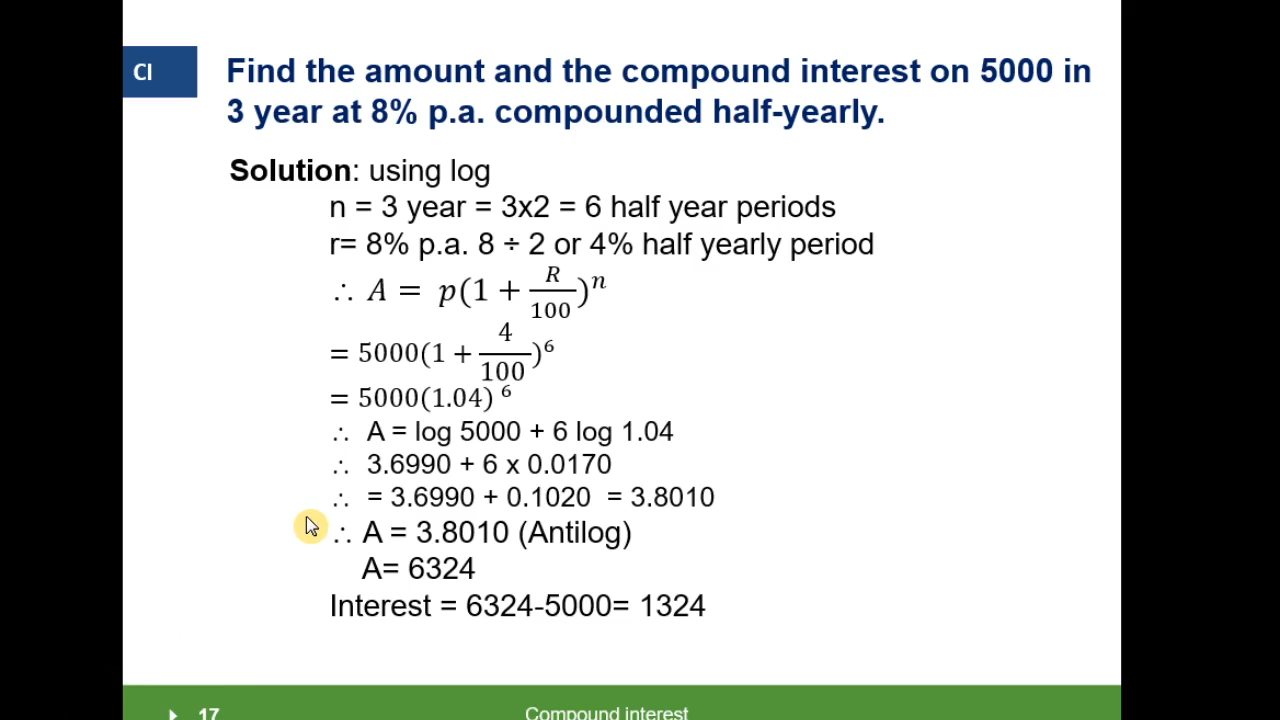 CI
Find the amount and the compound interest on 5000 in
3 year at 8% p.a. compounded half-yearly.
Solution: using log
n = 3 year = 3x2 = 6 half year periods
r= 8% p.a. 8 ÷ 2 or 4% half yearly period
∴ A = p(1 + R/100)ⁿ
= 5000(1 + 4/100)⁶
= 5000(1.04) ⁶
∴ A = log 5000 + 6 log 1.04
∴ 3.6990 + 6 x 0.0170
∴ = 3.6990 + 0.1020 = 3.8010
∴ A = 3.8010 (Antilog)
A= 6324
Interest = 6324-5000= 1324
17 Compound interest